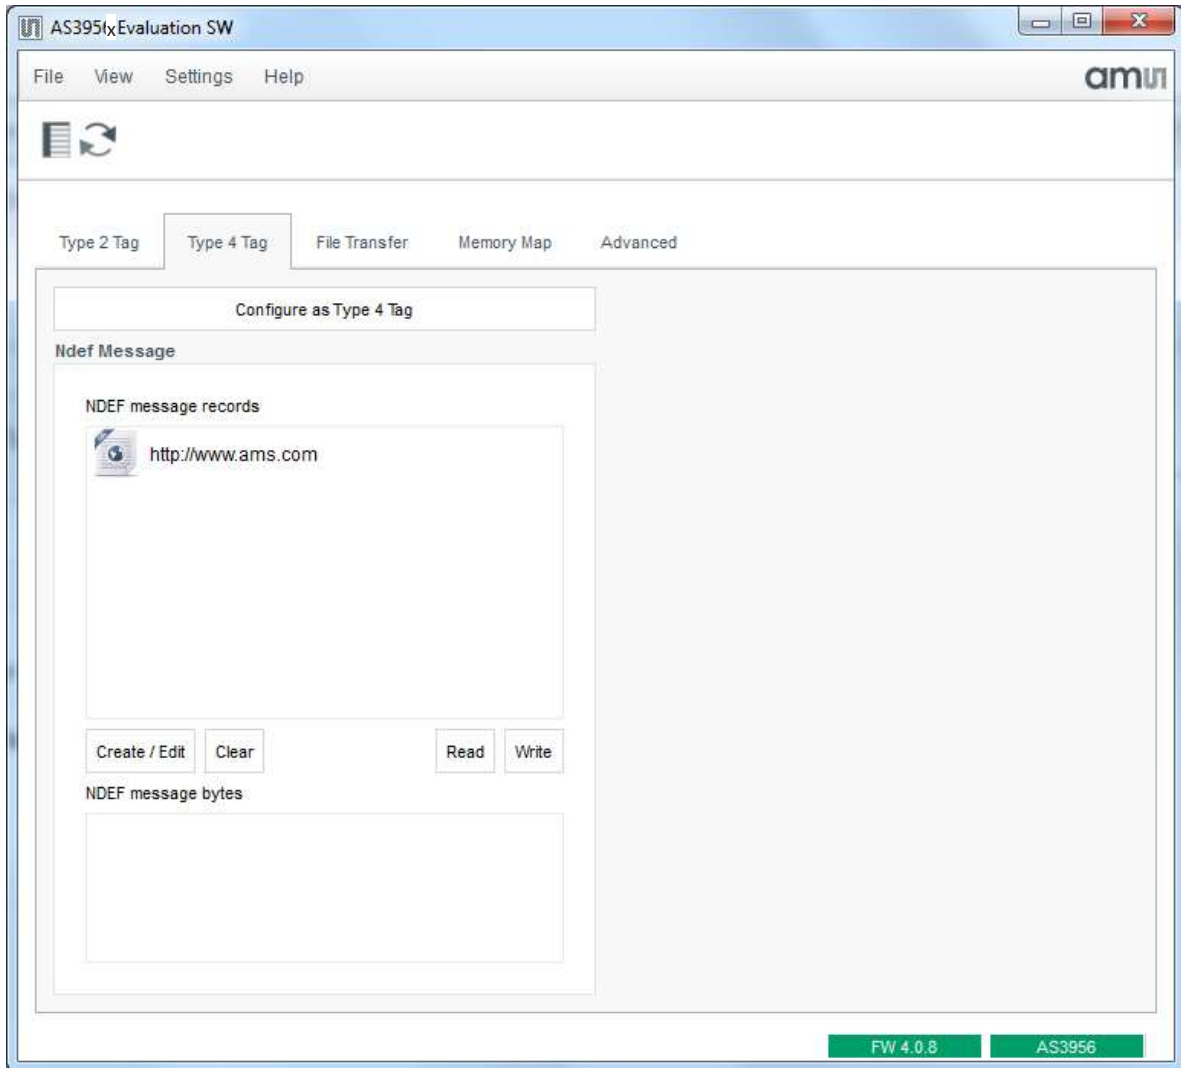 AS3956x Evaluation SW
File View Settings Help
amu
Type 2 Tag Type 4 Tag File Transfer Memory Map Advanced
Configure as Type 4 Tag
Ndef Message
NDEF message records
http://www.ams.com
Create / Edit Clear Read Write
NDEF message bytes
FW 4.0.8 AS3956